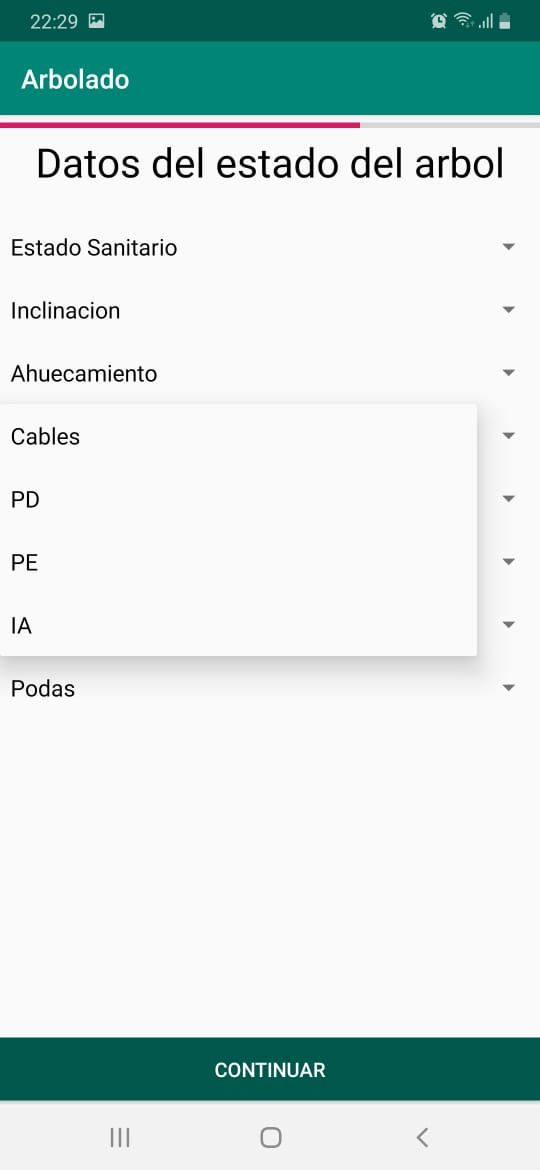 22:29
Arbolado
Datos del estado del arbol
Estado Sanitario
Inclinacion
Ahuecamiento
Cables
PD
PE
IA
Podas
CONTINUAR